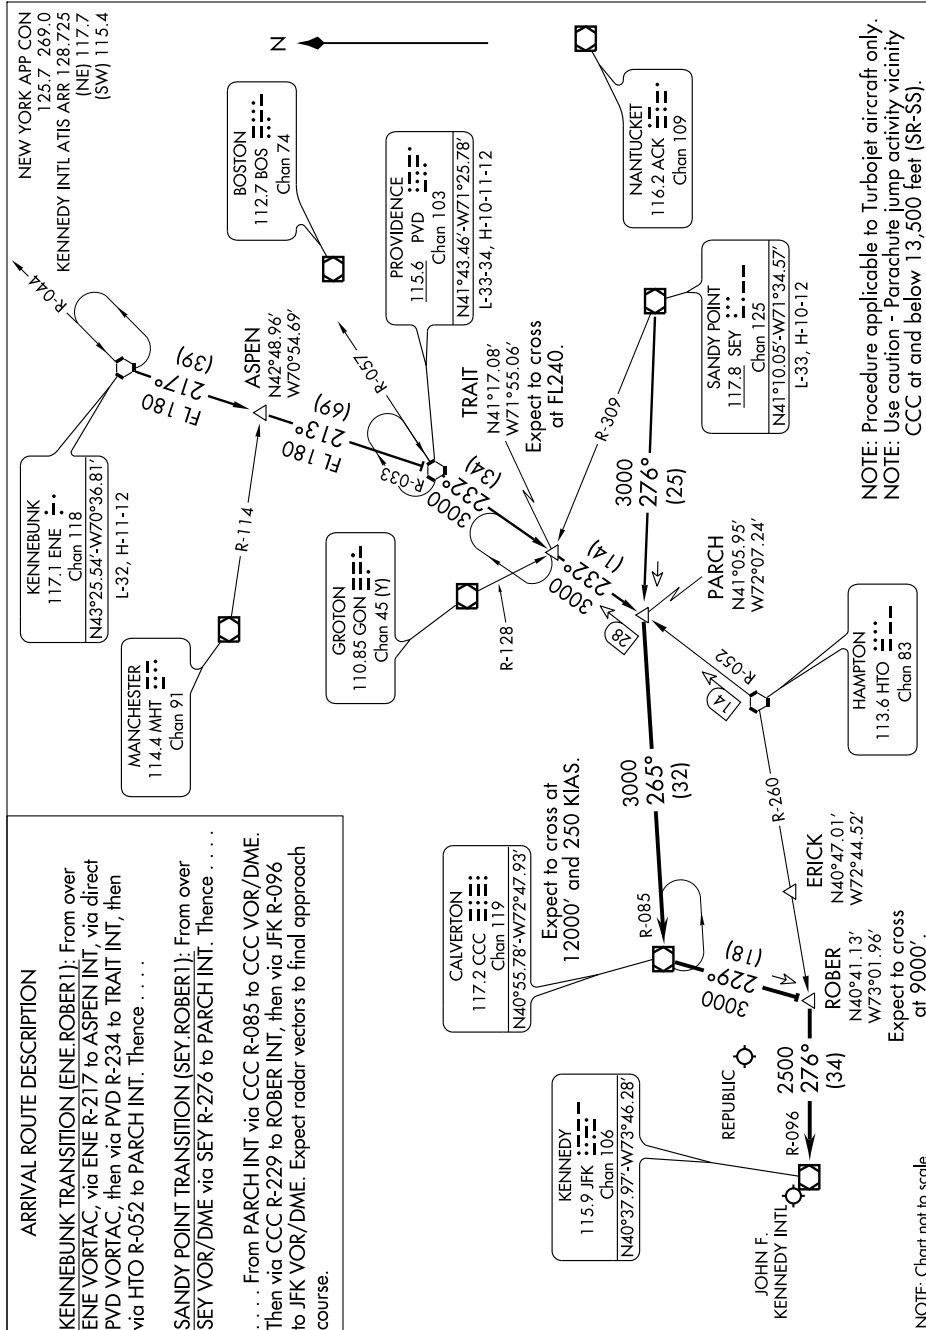 NEW YORK APP CON
125.7 269.0
KENNEDY INTL ATIS ARR 128.725
(NE) 117.7
(SW) 115.4
ARRIVAL ROUTE DESCRIPTION
KENNEBUNK TRANSITION (ENE.ROBER1): From over
ENE VORTAC, via ENE R-217 to ASPEN INT, via direct
PVD VORTAC, then via PVD R-234 to TRAIT INT, then
via HTO R-052 to PARCH INT. Thence . . . .
SANDY POINT TRANSITION (SEY.ROBER1): From over
SEY VOR/DME via SEY R-276 to PARCH INT. Thence . . . .
. . . . From PARCH INT via CCC R-085 to CCC VOR/DME.
Then via CCC R-229 to ROBER INT, then via JFK R-096
to JFK VOR/DME. Expect radar vectors to final approach
course.
KENNEBUNK
117.1 ENE
Chan 118
N43°25.54'-W70°36.81'
L-32, H-11-12
R-044
FL 180
217°
(39)
MANCHESTER
114.4 MHT
Chan 91
R-114
ASPEN
N42°48.96'
W70°54.69'
BOSTON
112.7 BOS
Chan 74
N
FL 180
213°
(69)
R-033
R-057
PROVIDENCE
115.6 PVD
Chan 103
N41°43.46'-W71°25.78'
L-33-34, H-10-11-12
GROTON
110.85 GON
Chan 45 (Y)
R-128
3000
232°
(34)
TRAIT
N41°17.08'
W71°55.06'
Expect to cross
at FL240.
NANTUCKET
116.2 ACK
Chan 109
R-309
SANDY POINT
117.8 SEY
Chan 125
N41°10.05'-W71°34.57'
L-33, H-10-12
3000
276°
(25)
3000
232°
(14)
28
PARCH
N41°05.95'
W72°07.24'
R-052
14
HAMPTON
113.6 HTO
Chan 83
3000
265°
(32)
CALVERTON
117.2 CCC
Chan 119
N40°55.78'-W72°47.93'
Expect to cross at
12000' and 250 KIAS.
R-085
R-260
ERICK
N40°47.01'
W72°44.52'
3000
229°
(18)
ROBER
N40°41.13'
W73°01.96'
Expect to cross
at 9000'.
REPUBLIC
2500
276°
(34)
R-096
KENNEDY
115.9 JFK
Chan 106
N40°37.97'-W73°46.28'
JOHN F.
KENNEDY INTL
NOTE: Procedure applicable to Turbojet aircraft only.
NOTE: Use caution - Parachute jump activity vicinity
CCC at and below 13,500 feet (SR-SS).
NOTE: Chart not to scale